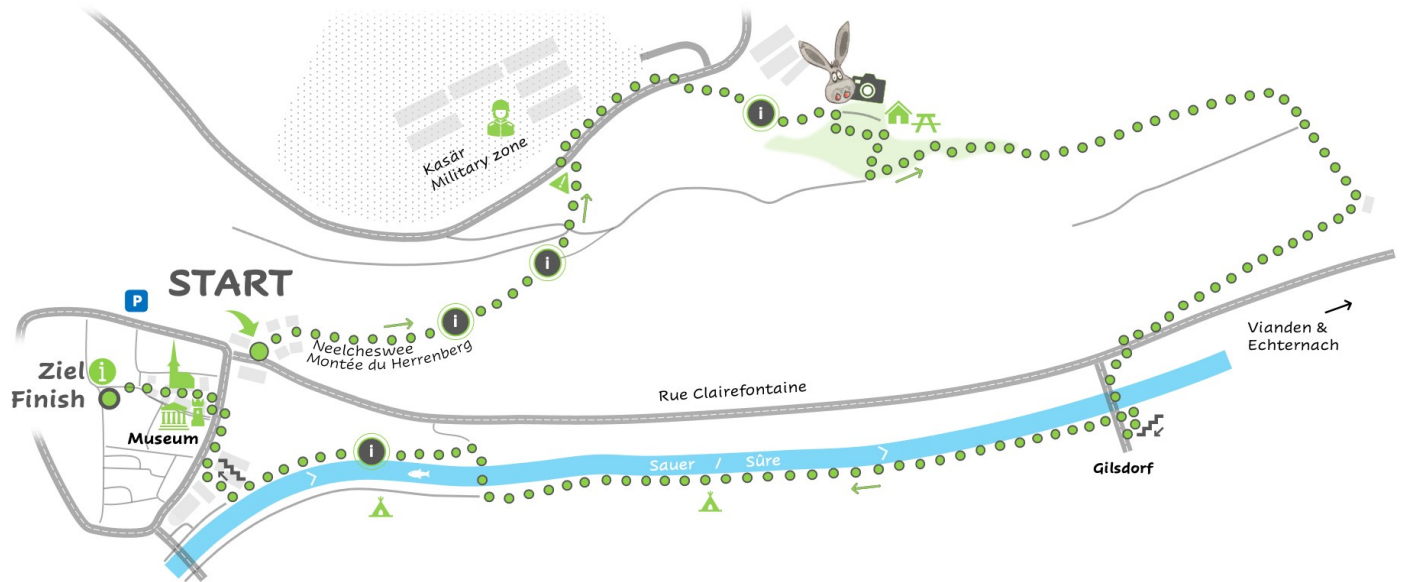 Kasär
Military zone
START
P
Neelcheswee
Montée du Herrenberg
Ziel
Finish
i
Museum
i
i
i
i
Rue Clairefontaine
Vianden &
Echternach
Sauer / Sûre
Gilsdorf
!